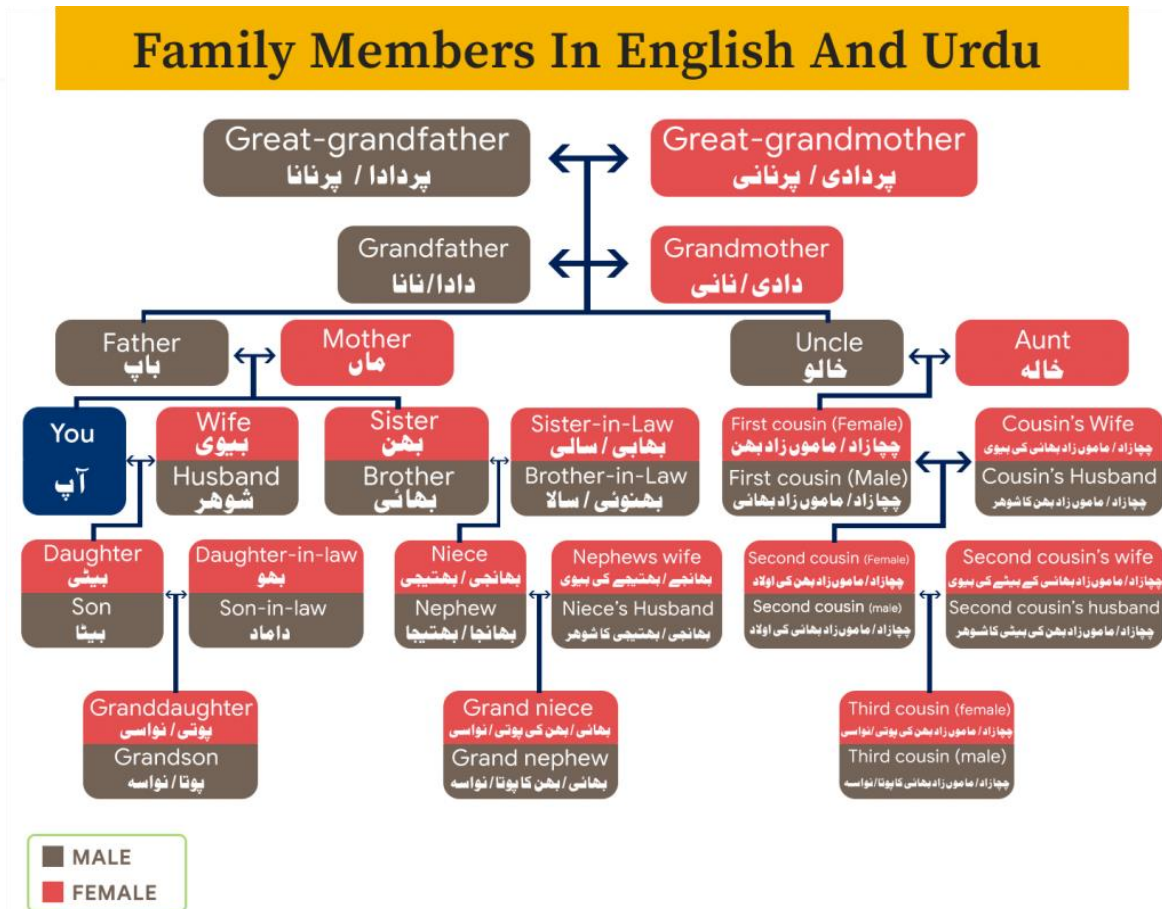 Family Members In English And Urdu
Great-grandfather
پردادا / پرنانا
Great-grandmother
پردادی / پرنانی
Grandfather
دادا/نانا
Grandmother
دادی/نانی
Father
باپ
Mother
ماں
Uncle
خالو
Aunt
خالہ
You
آپ
Wife
بیوی
Husband
شوہر
Sister
بہن
Brother
بھائی
Sister-in-Law
بھابی / سالی
Brother-in-Law
بہنوئی / سالا
First cousin (Female)
چچازاد/ ماموں زاد بہن
First cousin (Male)
چچازاد/ ماموں زاد بھائی
Cousin's Wife
چچازاد/ ماموں زاد بھائی کی بیوی
Cousin's Husband
چچازاد/ ماموں زاد بہن کا شوہر
Daughter
بیٹی
Son
بیٹا
Daughter-in-law
بہو
Son-in-law
داماد
Niece
بھانجی/ بھتیجی
Nephew
بھانجا/ بھتیجا
Nephews wife
بھانجے/ بھتیجے کی بیوی
Niece's Husband
بھانجی/ بھتیجی کا شوہر
Second cousin (Female)
چچازاد/ ماموں زاد بہن کی اولاد
Second cousin (male)
چچازاد/ ماموں زاد بھائی کی اولاد
Second cousin's wife
چچازاد/ ماموں زاد بھائی کے بیٹے کی بیوی
Second cousin's husband
چچازاد/ ماموں زاد بہن کی بیٹی کا شوہر
Granddaughter
پوتی/ نواسی
Grandson
پوتا/ نواسہ
Grand niece
بھائی/ بہن کی پوتی/ نواسی
Grand nephew
بھائی/ بہن کا پوتا/ نواسہ
Third cousin (female)
چچازاد/ ماموں زاد بہن کی پوتی/نواسی
Third cousin (male)
چچازاد/ ماموں زاد بھائی کا پوتا/ نواسہ
MALE
FEMALE